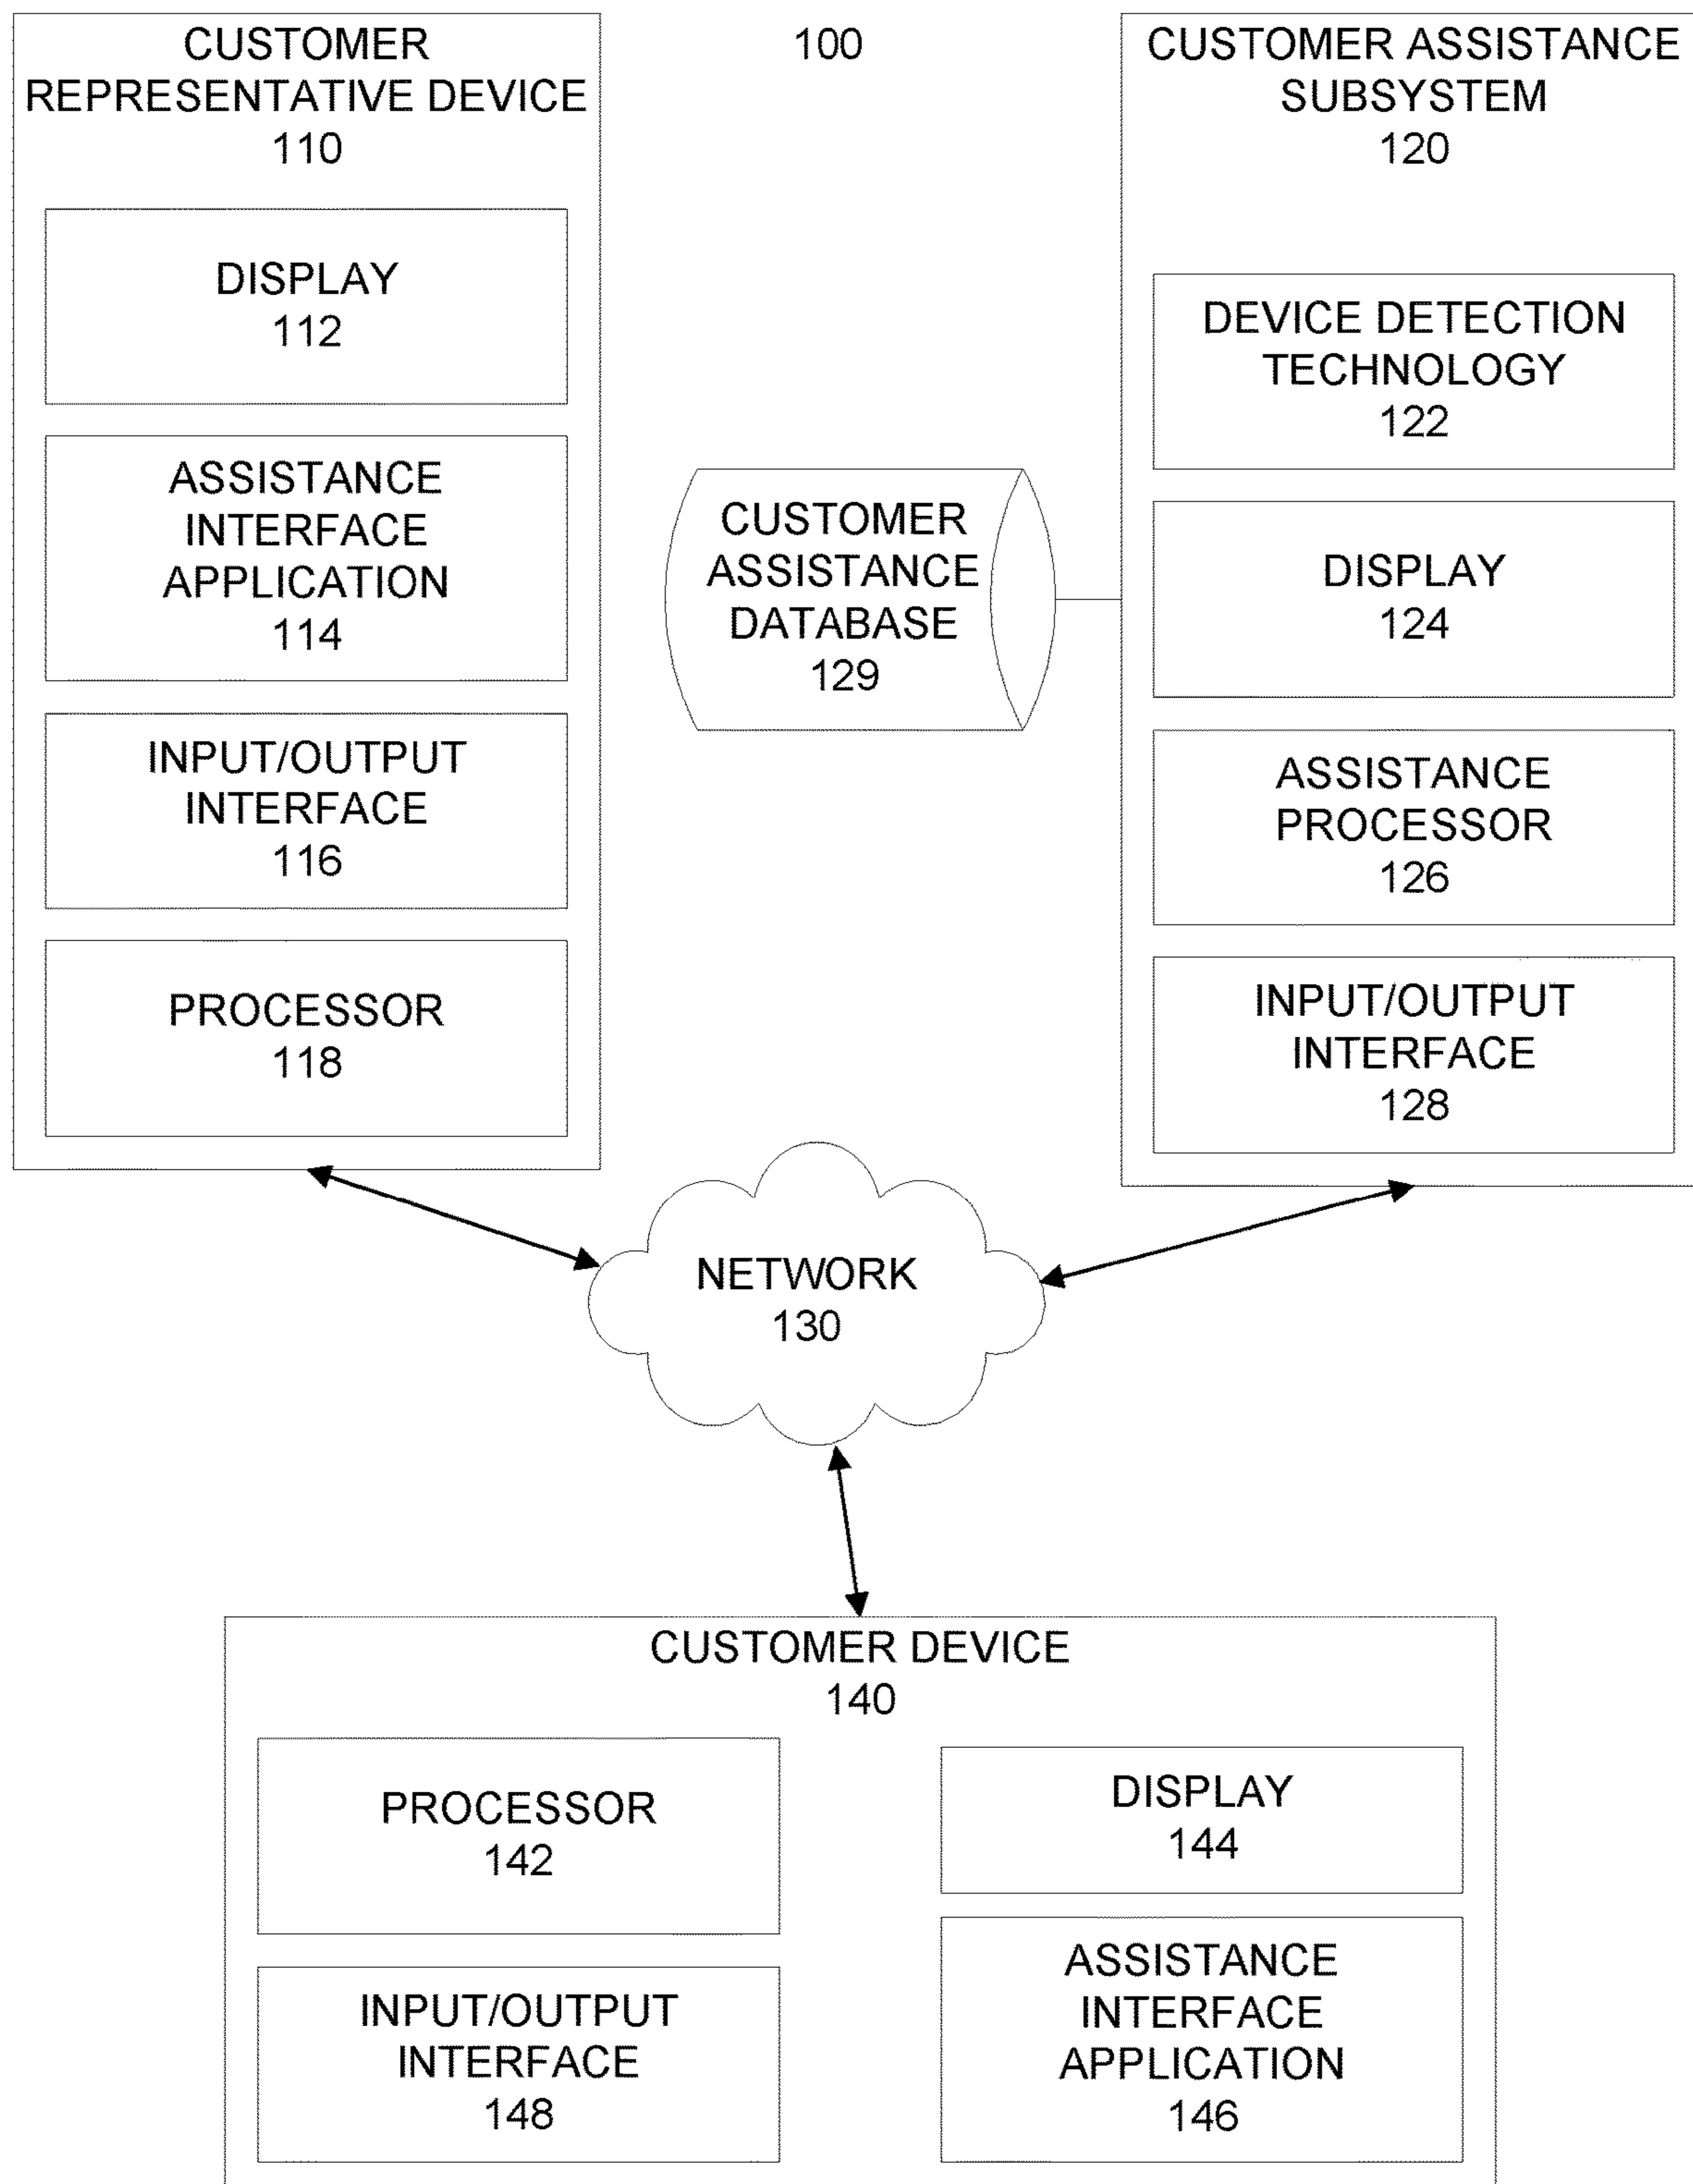 CUSTOMER
REPRESENTATIVE DEVICE
110
DISPLAY
112
ASSISTANCE
INTERFACE
APPLICATION
114
INPUT/OUTPUT
INTERFACE
116
PROCESSOR
118
100
CUSTOMER
ASSISTANCE
DATABASE
129
CUSTOMER ASSISTANCE
SUBSYSTEM
120
DEVICE DETECTION
TECHNOLOGY
122
DISPLAY
124
ASSISTANCE
PROCESSOR
126
INPUT/OUTPUT
INTERFACE
128
NETWORK
130
CUSTOMER DEVICE
140
PROCESSOR
142
INPUT/OUTPUT
INTERFACE
148
DISPLAY
144
ASSISTANCE
INTERFACE
APPLICATION
146